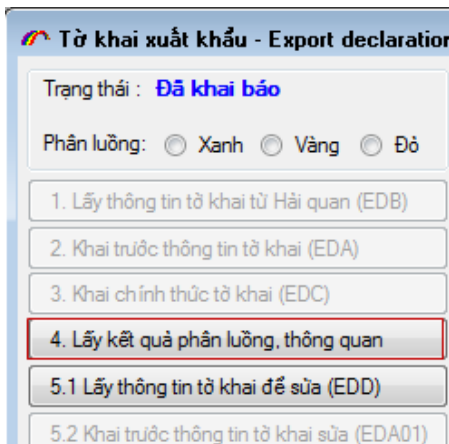 Tờ khai xuất khẩu - Export declaration
Trạng thái : Đã khai báo
Phân luồng: Xanh Vàng Đỏ
1. Lấy thông tin tờ khai từ Hải quan (EDB)
2. Khai trước thông tin tờ khai (EDA)
3. Khai chính thức tờ khai (EDC)
4. Lấy kết quả phân luồng, thông quan
5.1 Lấy thông tin tờ khai để sửa (EDD)
5.2 Khai trước thông tin tờ khai sửa (EDA01)